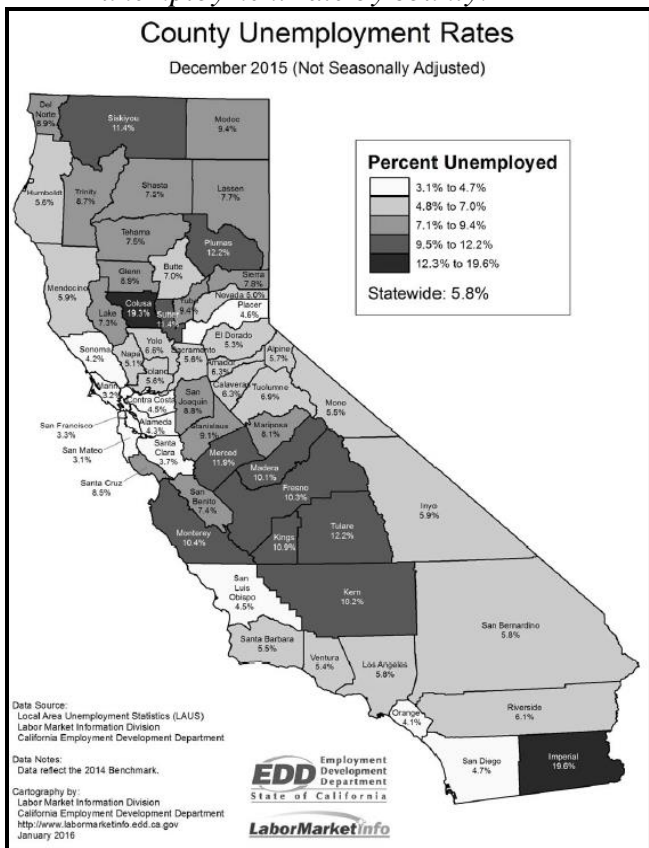 County Unemployment Rates
December 2015 (Not Seasonally Adjusted)
Del
Norte
8.9%
Siskiyou
11.4%
Modoc
9.4%
Humboldt
5.6%
Trinity
8.7%
Shasta
7.2%
Lassen
7.7%
Tehama
7.5%
Plumas
12.2%
Glenn
8.9%
Butte
7.0%
Sierra
7.8%
Mendocino
5.9%
Lake
7.3%
Colusa
19.3%
Sutter
11.4%
Yuba
9.4%
Nevada 5.0%
Placer
4.6%
Sonoma
4.2%
Napa
5.1%
Yolo
6.6%
Sacramento
5.6%
El Dorado
5.3%
Alpine
5.7%
Amador
6.3%
Solano
5.6%
Marin
3.2%
Contra Costa
4.5%
San
Joaquin
8.8%
Calaveras
6.3%
Tuolumne
6.9%
Mono
5.5%
San Francisco
3.3%
Alameda
4.3%
Stanislaus
9.1%
Mariposa
8.1%
San Mateo
3.1%
Santa
Clara
3.7%
Merced
11.9%
Madera
10.1%
Santa Cruz
8.5%
San
Benito
7.4%
Fresno
10.3%
Inyo
5.9%
Monterey
10.4%
Kings
10.9%
Tulare
12.2%
San
Luis
Obispo
4.5%
Kern
10.2%
San Bernardino
5.8%
Santa Barbara
5.5%
Ventura
5.4%
Los Angeles
5.8%
Orange
4.1%
Riverside
6.1%
San Diego
4.7%
Imperial
19.6%
Percent Unemployed
3.1% to 4.7%
4.8% to 7.0%
7.1% to 9.4%
9.5% to 12.2%
12.3% to 19.6%
Statewide: 5.8%
Data Source:
Local Area Unemployment Statistics (LAUS)
Labor Market Information Division
California Employment Development Department
Data Notes:
Data reflect the 2014 Benchmark.
Cartography by:
Labor Market Information Division
California Employment Development Department
http://www.labormarketinfo.edd.ca.gov
January 2016
EDD Employment
Development
Department
State of California
LaborMarketInfo